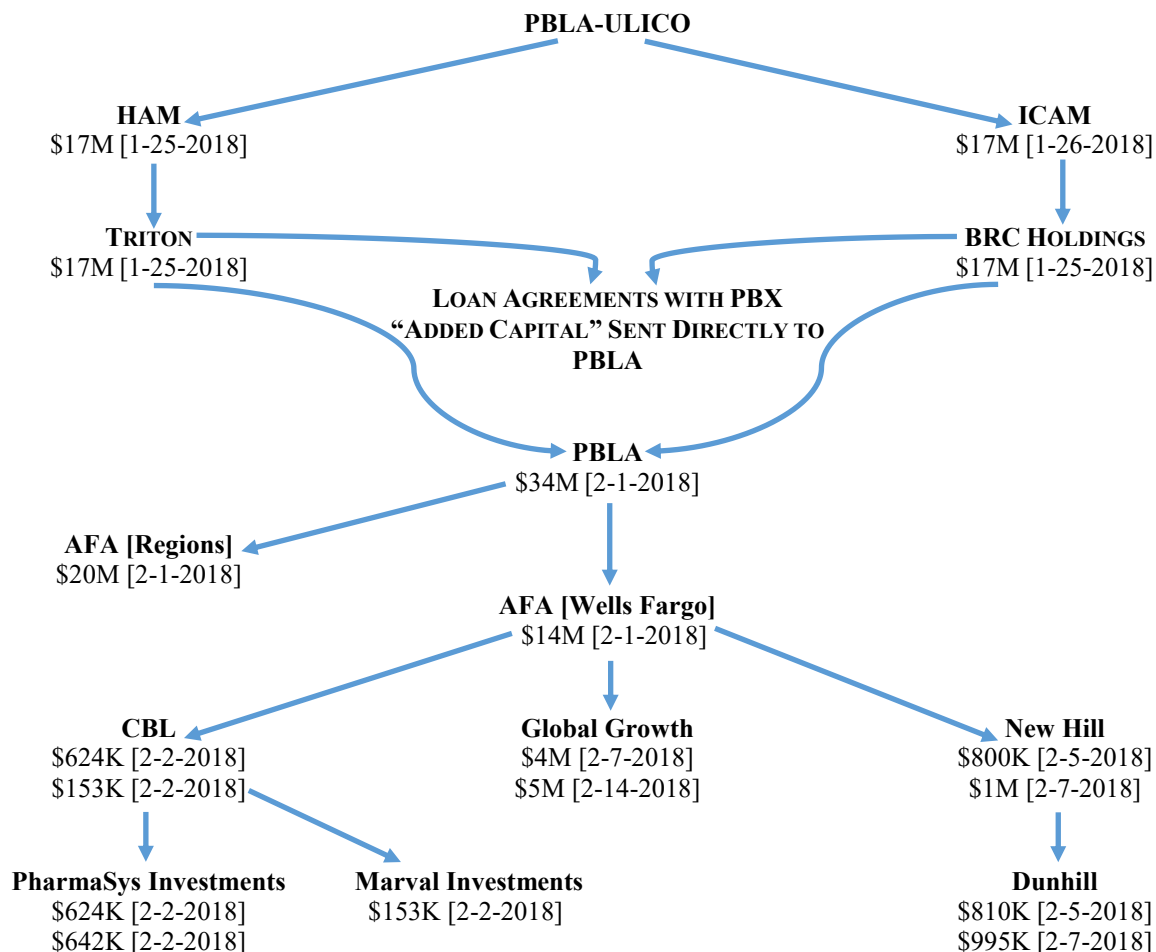 PBLA-ULICO
HAM
$17M [1-25-2018]
ICAM
$17M [1-26-2018]
TRITON
$17M [1-25-2018]
BRC HOLDINGS
$17M [1-25-2018]
LOAN AGREEMENTS WITH PBX
“ADDED CAPITAL” SENT DIRECTLY TO
PBLA
PBLA
$34M [2-1-2018]
AFA [Regions]
$20M [2-1-2018]
AFA [Wells Fargo]
$14M [2-1-2018]
CBL
$624K [2-2-2018]
$153K [2-2-2018]
Global Growth
$4M [2-7-2018]
$5M [2-14-2018]
New Hill
$800K [2-5-2018]
$1M [2-7-2018]
PharmaSys Investments
$624K [2-2-2018]
$642K [2-2-2018]
Marval Investments
$153K [2-2-2018]
Dunhill
$810K [2-5-2018]
$995K [2-7-2018]